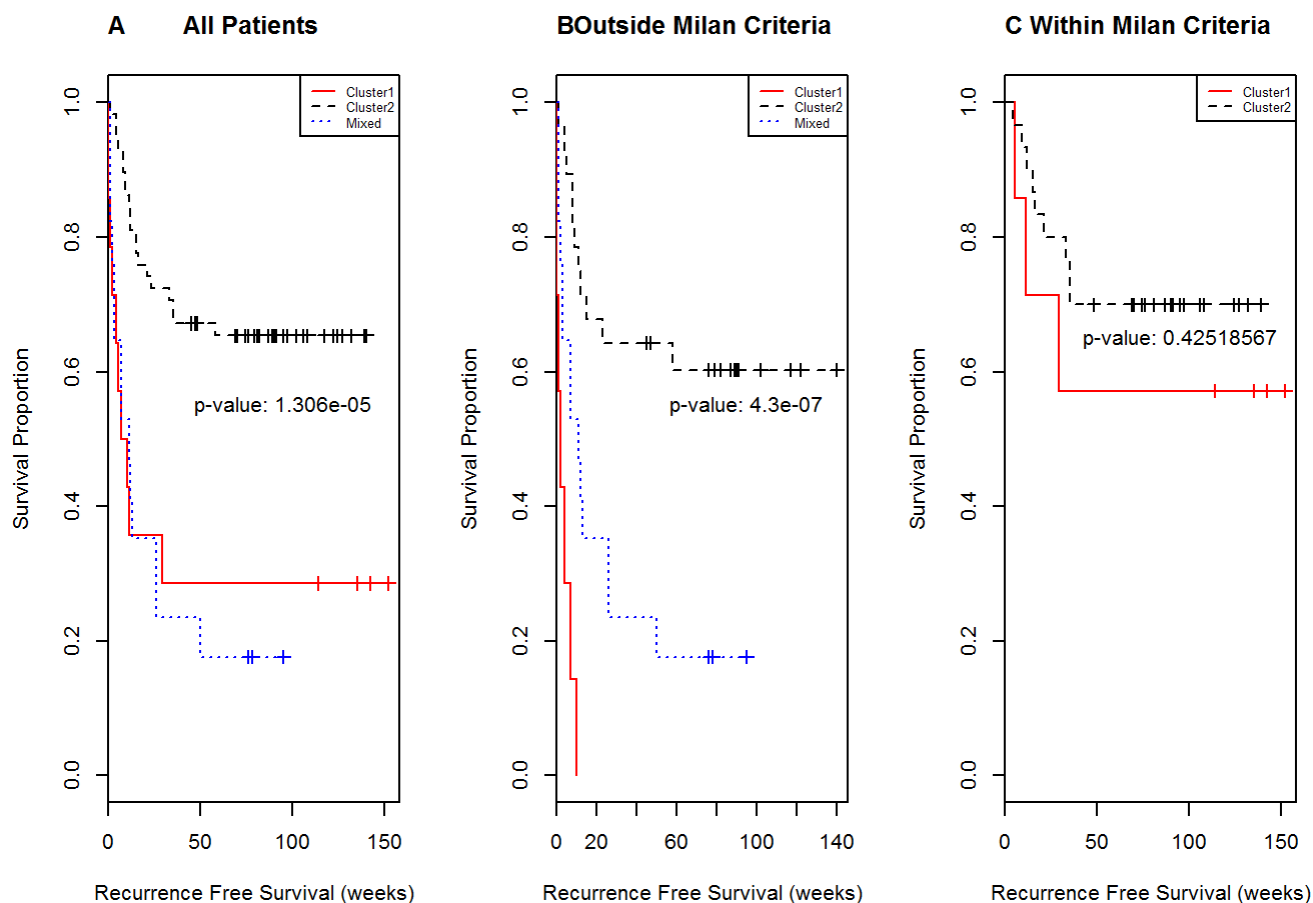 A All Patients
Cluster1
Cluster2
Mixed
1.0
0.8
0.6
0.4
0.2
0.0
Survival Proportion
p-value: 1.306e-05
0 50 100 150
Recurrence Free Survival (weeks)
BOutside Milan Criteria
Cluster1
Cluster2
Mixed
1.0
0.8
0.6
0.4
0.2
0.0
Survival Proportion
p-value: 4.3e-07
0 20 60 100 140
Recurrence Free Survival (weeks)
C Within Milan Criteria
Cluster1
Cluster2
1.0
0.8
0.6
0.4
0.2
0.0
Survival Proportion
p-value: 0.42518567
0 50 100 150
Recurrence Free Survival (weeks)